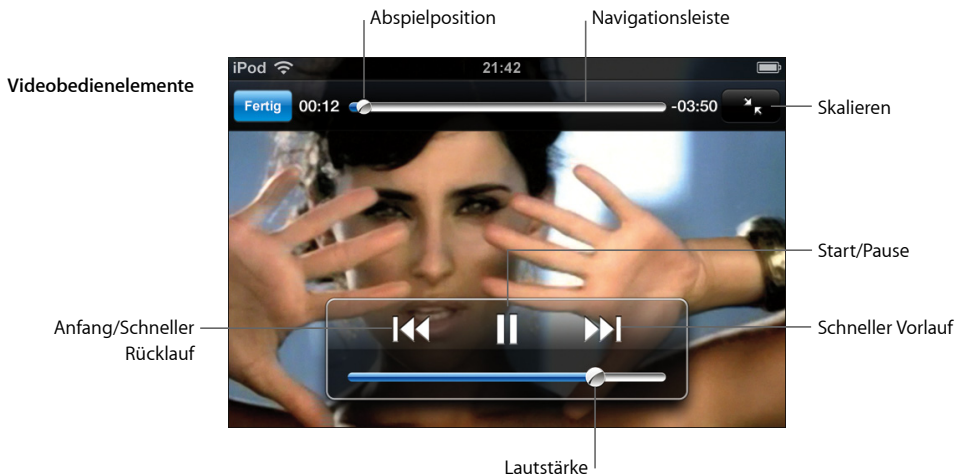 Abspielposition Navigationsleiste
iPod 21:42
Videobedienelemente
Fertig 00:12 -03:50 Skalieren
Start/Pause
Anfang/Schneller
Rücklauf
Schneller Vorlauf
Lautstärke